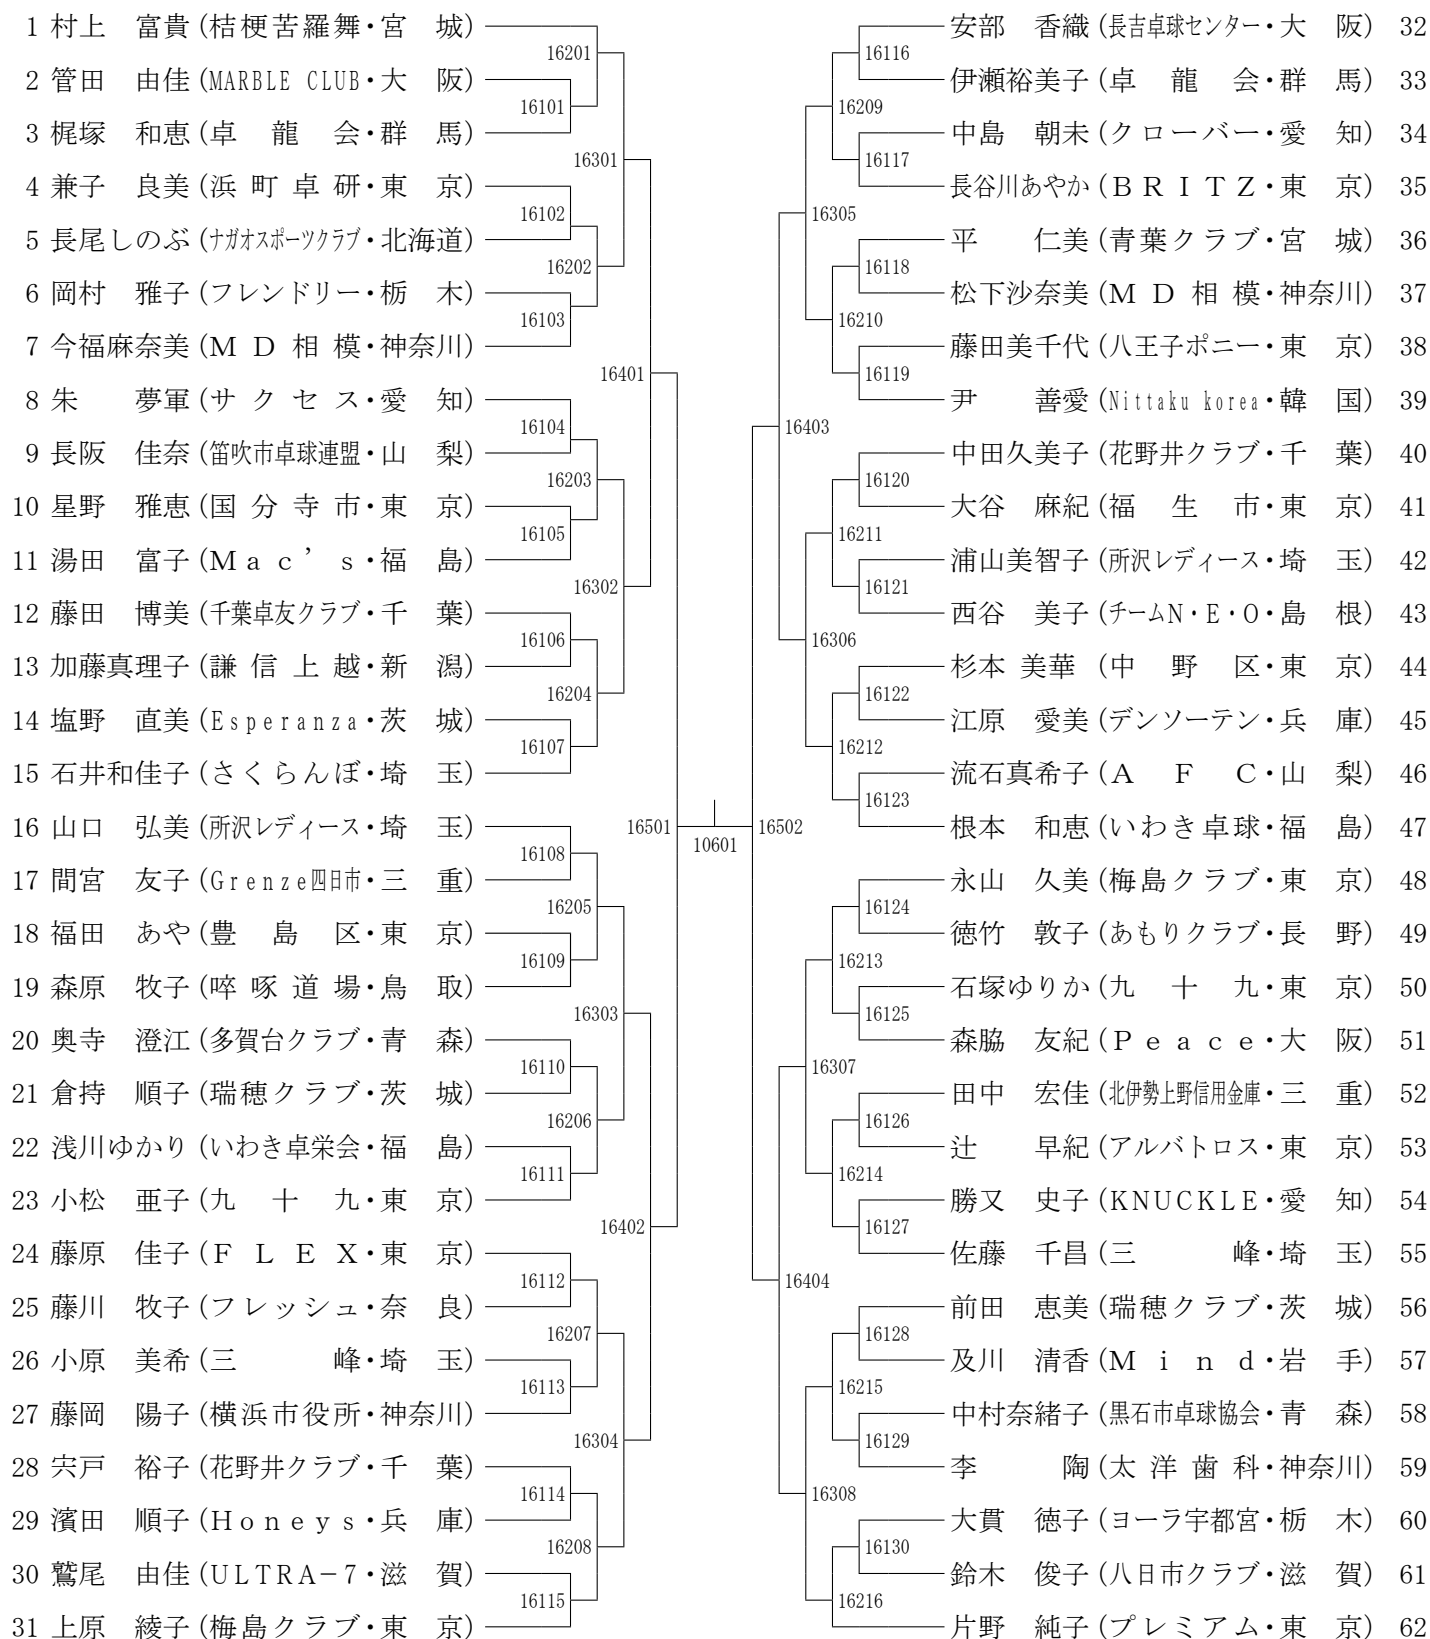 1 村上　富貴 (桔梗苦羅舞・宮　城)
2 管田　由佳 (MARBLE CLUB・大　阪)
3 梶塚　和恵 (卓　龍　会・群　馬)
4 兼子　良美 (浜町卓研・東　京)
5 長尾しのぶ (ナガオスポーツクラブ・北海道)
6 岡村　雅子 (フレンドリー・栃　木)
7 今福麻奈美 (ＭＤ相模・神奈川)
8 朱　　夢軍 (サクセス・愛　知)
9 長阪　佳奈 (笛吹市卓球連盟・山　梨)
10 星野　雅恵 (国分寺市・東　京)
11 湯田　富子 (Ｍａｃ’ｓ・福　島)
12 藤田　博美 (千葉卓友クラブ・千　葉)
13 加藤真理子 (謙信上越・新　潟)
14 塩野　直美 (Esperanza・茨　城)
15 石井和佳子 (さくらんぼ・埼　玉)
16 山口　弘美 (所沢レディース・埼　玉)
17 間宮　友子 (Grenze四日市・三　重)
18 福田　あや (豊　島　区・東　京)
19 森原　牧子 (啐啄道場・鳥　取)
20 奥寺　澄江 (多賀台クラブ・青　森)
21 倉持　順子 (瑞穂クラブ・茨　城)
22 浅川ゆかり (いわき卓栄会・福　島)
23 小松　亜子 (九　十　九・東　京)
24 藤原　佳子 (ＦＬＥＸ・東　京)
25 藤川　牧子 (フレッシュ・奈　良)
26 小原　美希 (三　　　峰・埼　玉)
27 藤岡　陽子 (横浜市役所・神奈川)
28 宍戸　裕子 (花野井クラブ・千　葉)
29 濱田　順子 (Ｈｏｎｅｙｓ・兵　庫)
30 鷲尾　由佳 (ULTRA−7・滋　賀)
31 上原　綾子 (梅島クラブ・東　京)
16101
16102
16103
16104
16105
16106
16107
16108
16109
16110
16111
16112
16113
16114
16115
16201
16202
16203
16204
16205
16206
16207
16208
16301
16302
16303
16304
16401
16402
16501
10601
16502
16403
16404
16305
16306
16307
16308
16209
16210
16211
16212
16213
16214
16215
16216
16116
16117
16118
16119
16120
16121
16122
16123
16124
16125
16126
16127
16128
16129
16130
安部　香織 (長吉卓球センター・大　阪) 32
伊瀬裕美子 (卓　龍　会・群　馬) 33
中島　朝未 (クローバー・愛　知) 34
長谷川あやか (ＢＲＩＴＺ・東　京) 35
平　　仁美 (青葉クラブ・宮　城) 36
松下沙奈美 (ＭＤ相模・神奈川) 37
藤田美千代 (八王子ポニー・東　京) 38
尹　　善愛 (Nittaku korea・韓　国) 39
中田久美子 (花野井クラブ・千　葉) 40
大谷　麻紀 (福　生　市・東　京) 41
浦山美智子 (所沢レディース・埼　玉) 42
西谷　美子 (チームN・E・O・島　根) 43
杉本 美華 (中　野　区・東　京) 44
江原　愛美 (デンソーテン・兵　庫) 45
流石真希子 (Ａ　Ｆ　Ｃ・山　梨) 46
根本　和恵 (いわき卓球・福　島) 47
永山　久美 (梅島クラブ・東　京) 48
徳竹　敦子 (あもりクラブ・長　野) 49
石塚ゆりか (九　十　九・東　京) 50
森脇　友紀 (Ｐｅａｃｅ・大　阪) 51
田中　宏佳 (北伊勢上野信用金庫・三　重) 52
辻　　早紀 (アルバトロス・東　京) 53
勝又　史子 (KNUCKLE・愛　知) 54
佐藤　千昌 (三　　　峰・埼　玉) 55
前田　恵美 (瑞穂クラブ・茨　城) 56
及川　清香 (Ｍｉｎｄ・岩　手) 57
中村奈緒子 (黒石市卓球協会・青　森) 58
李　　　陶 (太洋歯科・神奈川) 59
大貫　徳子 (ヨーラ宇都宮・栃　木) 60
鈴木　俊子 (八日市クラブ・滋　賀) 61
片野　純子 (プレミアム・東　京) 62